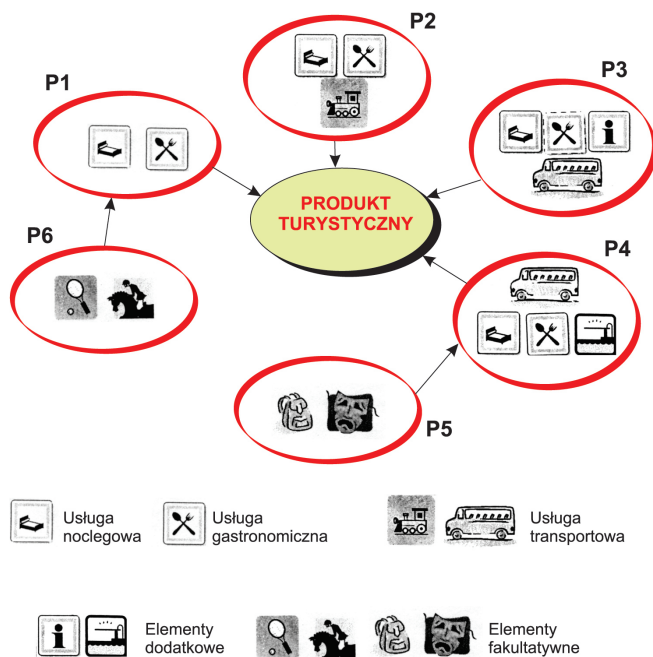 P2
P1
P3
PRODUKT
TURYSTYCZNY
P6
P4
P5
Usługa
noclegowa
Usługa
gastronomiczna
Usługa
transportowa
Elementy
dodatkowe
Elementy
fakultatywne